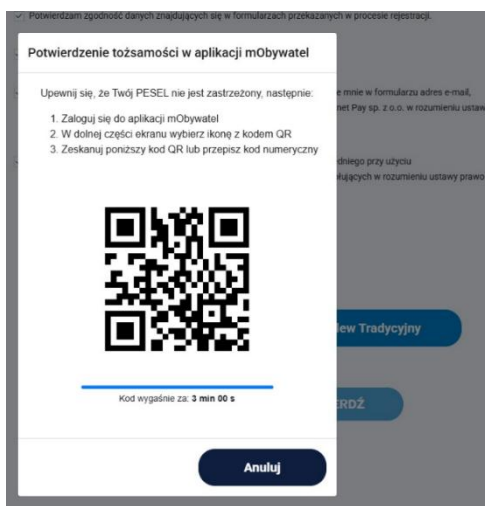 Potwierdzam zgodność danych znajdujących się w formularzach przekazanych w procesie rejestracji.
Potwierdzenie tożsamości w aplikacji mObywatel
Upewnij się, że Twój PESEL nie jest zastrzeżony, następnie:
1. Zaloguj się do aplikacji mObywatel
2. W dolnej części ekranu wybierz ikonę z kodem QR
3. Zeskanuj poniższy kod QR lub przepisz kod numeryczny
e mnie w formularzu adres e-mail,
net Pay sp. z o.o. w rozumieniu ustaw
dniego przy użyciu
ołujących w rozumieniu ustawy prawo
iew Tradycyjny
Kod wygaśnie za: 3 min 00 s
ERDŹ
Anuluj